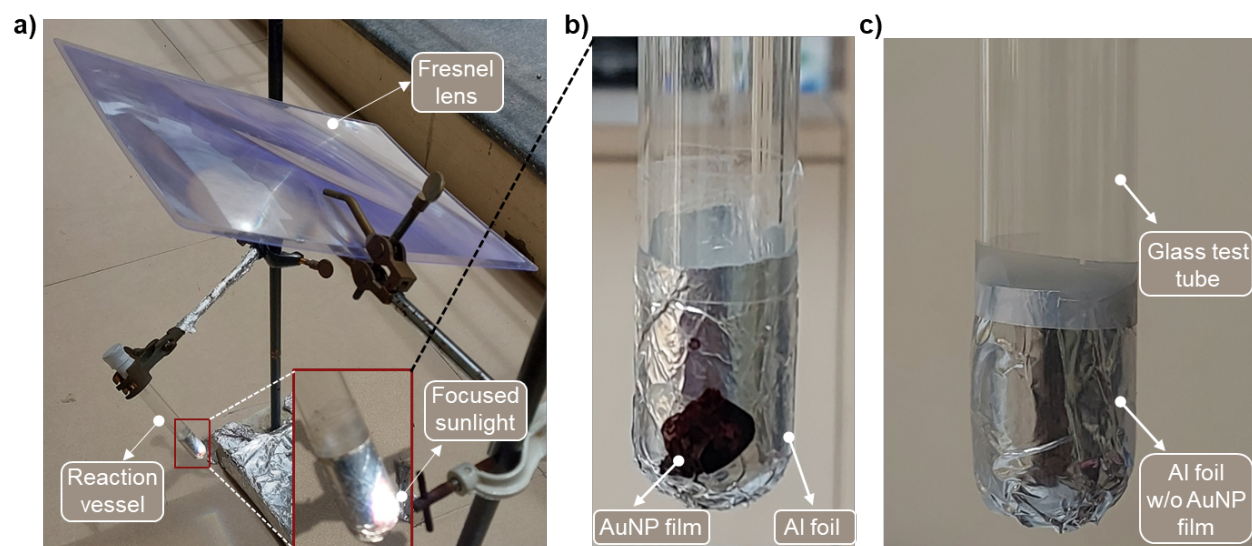 a)
Fresnel
lens
Focused
sunlight
Reaction
vessel
b)
AuNP film
Al foil
c)
Glass test
tube
Al foil
w/o AuNP
film